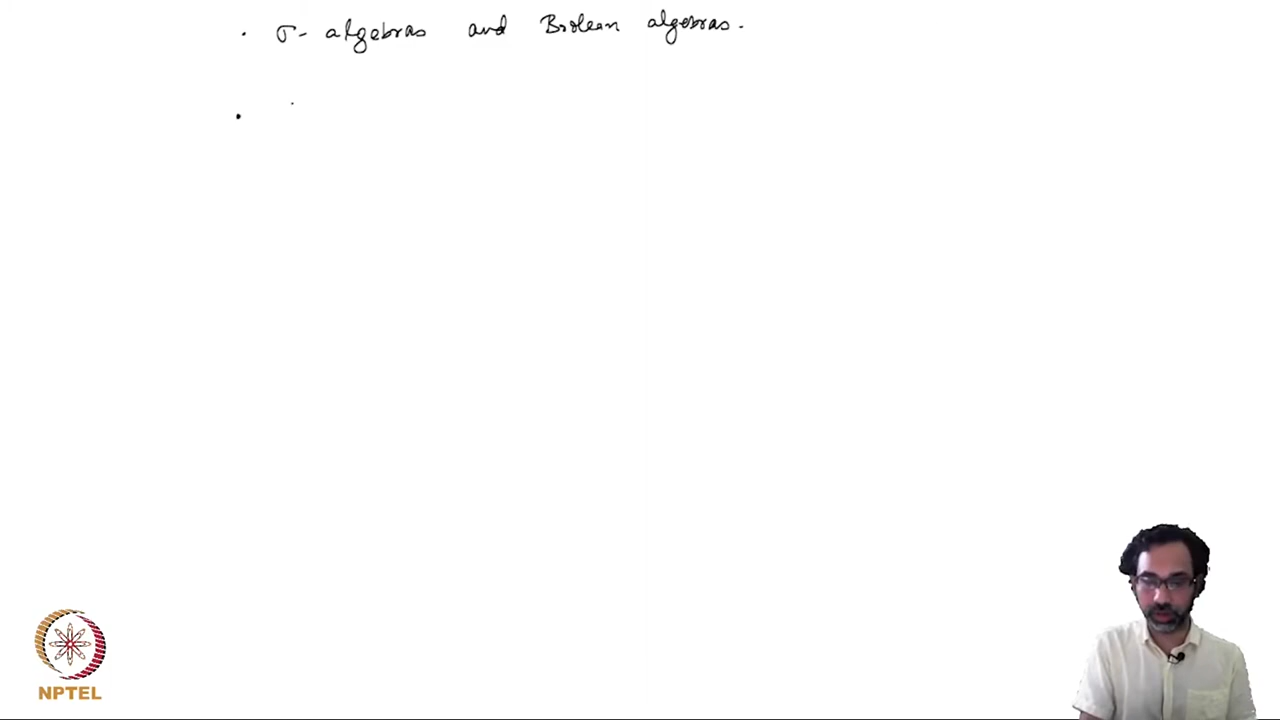 · σ- algebras and Boolean algebras.
·
NPTEL